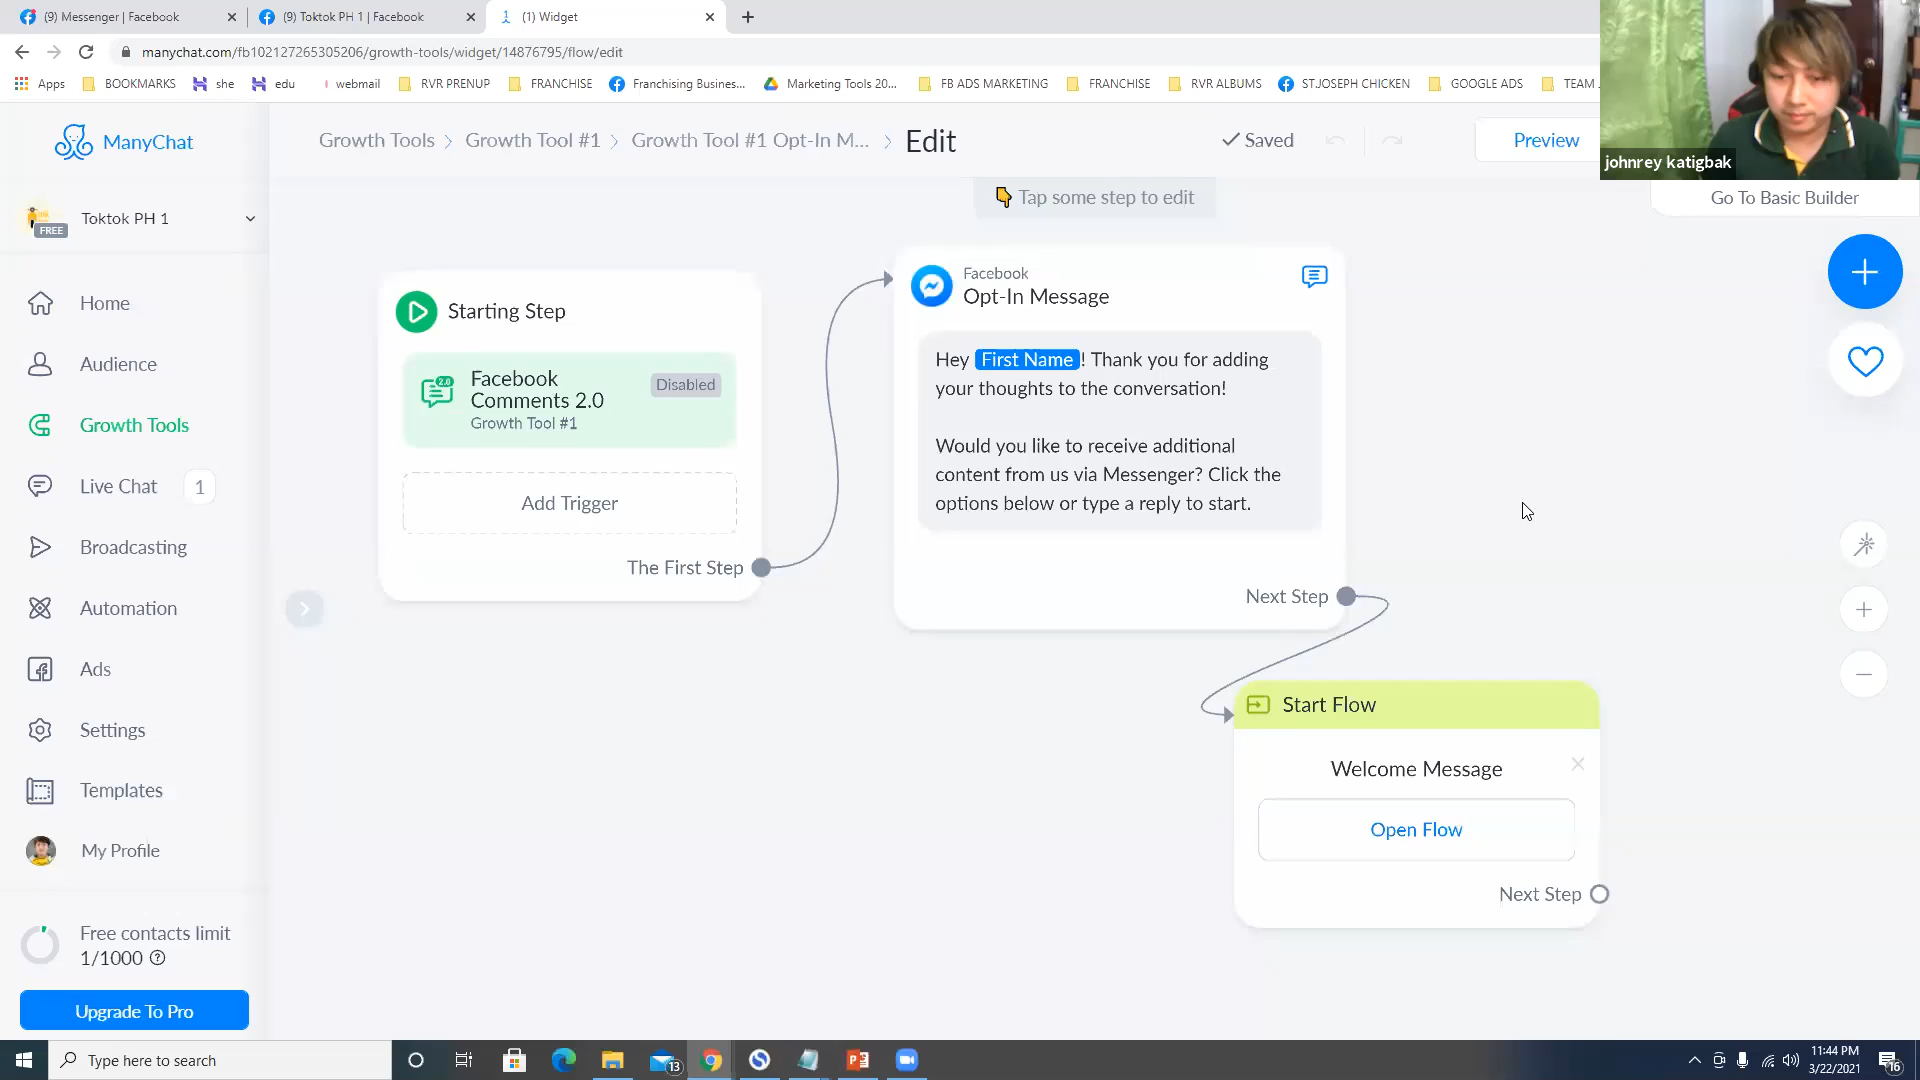 (9) Messenger | Facebook
(9) Toktok PH 1 | Facebook
(1) Widget
manychat.com/fb102127265305206/growth-tools/widget/14876795/flow/edit
Apps
BOOKMARKS
she
edu
webmail
RVR PRENUP
FRANCHISE
Franchising Busines...
Marketing Tools 20...
FB ADS MARKETING
FRANCHISE
RVR ALBUMS
ST.JOSEPH CHICKEN
GOOGLE ADS
TEAM
johnrey katigbak
ManyChat
Growth Tools
Growth Tool #1
Growth Tool #1 Opt-In M...
Edit
Saved
Preview
Go To Basic Builder
Tap some step to edit
FREE
Toktok PH 1
Home
Audience
Growth Tools
Live Chat
1
Broadcasting
Automation
Ads
Settings
Templates
My Profile
Free contacts limit
1/1000
Upgrade To Pro
Starting Step
2.0
Facebook
Comments 2.0
Growth Tool #1
Disabled
Add Trigger
The First Step
Facebook
Opt-In Message
Hey First Name! Thank you for adding
your thoughts to the conversation!
Would you like to receive additional
content from us via Messenger? Click the
options below or type a reply to start.
Next Step
Start Flow
Welcome Message
Open Flow
Next Step
Type here to search
13
11:44 PM
3/22/2021
16